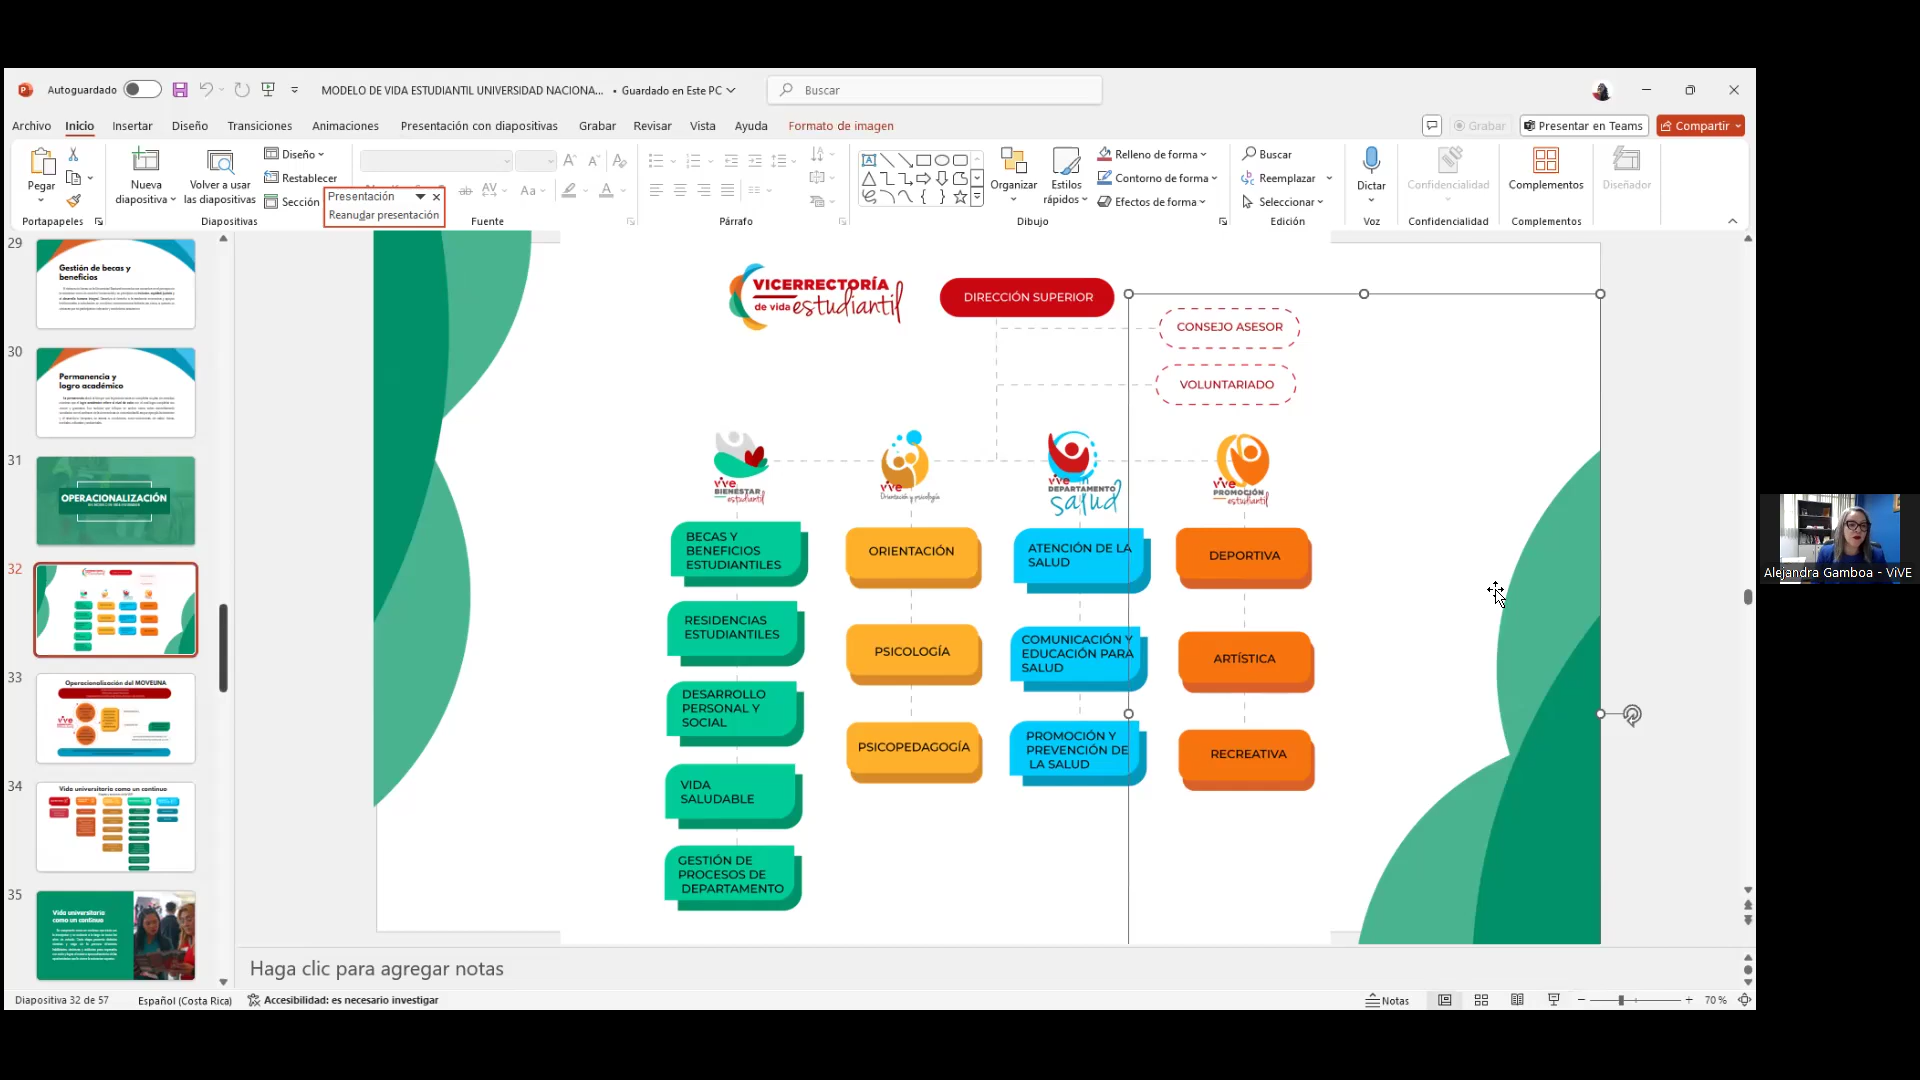 Autoguardado
MODELO DE VIDA ESTUDIANTIL UNIVERSIDAD NACIONA... • Guardado en Este PC
Buscar
Archivo Inicio Insertar Diseño Transiciones Animaciones Presentación con diapositivas Grabar Revisar Vista Ayuda Formato de imagen
Grabar
Presentar en Teams
Compartir
Pegar
Nueva diapositiva
Volver a usar las diapositivas
Diseño
Restablecer
Sección
Presentación
Reanudar presentación
Relleno de forma
Contorno de forma
Efectos de forma
Organizar
Estilos rápidos
Buscar
Reemplazar
Seleccionar
Dictar
Confidencialidad
Complementos
Diseñador
Portapapeles
Diapositivas
Fuente
Párrafo
Dibujo
Edición
Voz
Confidencialidad
Complementos
29
Gestión de becas y
beneficios
30
Permanencia y
logro académico
31
OPERACIONALIZACIÓN
32
33
Operacionalización del MOVEUNA
34
Vida universitaria como un continuo
35
Vida universitaria
como un continuo
VICERRECTORÍA
de vida estudiantil
DIRECCIÓN SUPERIOR
CONSEJO ASESOR
VOLUNTARIADO
vive
BIENESTAR
estudiantil
vive
Orientación y psicología
vive
DEPARTAMENTO
salud
vive
PROMOCIÓN
estudiantil
BECAS Y
BENEFICIOS
ESTUDIANTILES
RESIDENCIAS
ESTUDIANTILES
DESARROLLO
PERSONAL Y
SOCIAL
VIDA
SALUDABLE
GESTIÓN DE
PROCESOS DE
DEPARTAMENTO
ORIENTACIÓN
PSICOLOGÍA
PSICOPEDAGOGÍA
ATENCIÓN DE LA
SALUD
COMUNICACIÓN Y
EDUCACIÓN PARA
SALUD
PROMOCIÓN Y
PREVENCIÓN DE
LA SALUD
DEPORTIVA
ARTÍSTICA
RECREATIVA
Alejandra Gamboa - ViVE
Haga clic para agregar notas
Diapositiva 32 de 57
Español (Costa Rica)
Accesibilidad: es necesario investigar
Notas
70 %